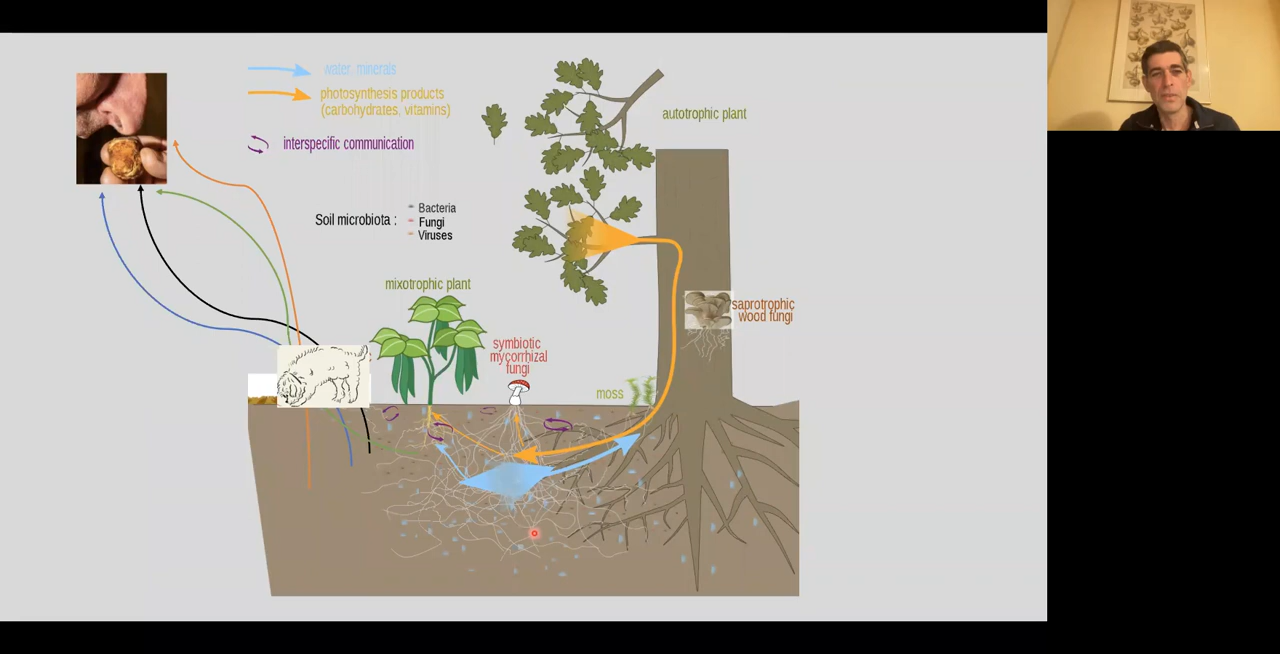 water, minerals
photosynthesis products
(carbohydrates, vitamins)
interspecific communication
autotrophic plant
Soil microbiota :
Bacteria
Fungi
Viruses
mixotrophic plant
saprotrophic
wood fungi
symbiotic
mycorrhizal
fungi
moss